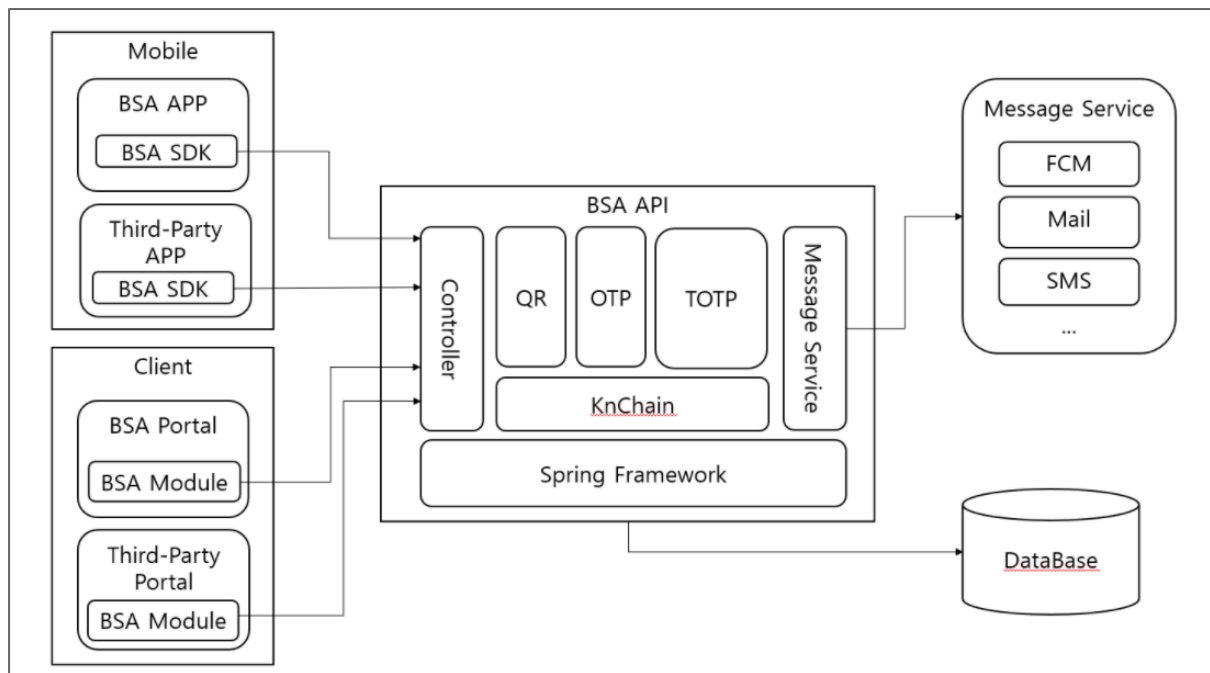 Mobile
BSA APP
BSA SDK
Third-Party
APP
BSA SDK
Client
BSA Portal
BSA Module
Third-Party
Portal
BSA Module
BSA API
Controller
QR
OTP
TOTP
KnChain
Message Service
Spring Framework
Message Service
FCM
Mail
SMS
...
DataBase